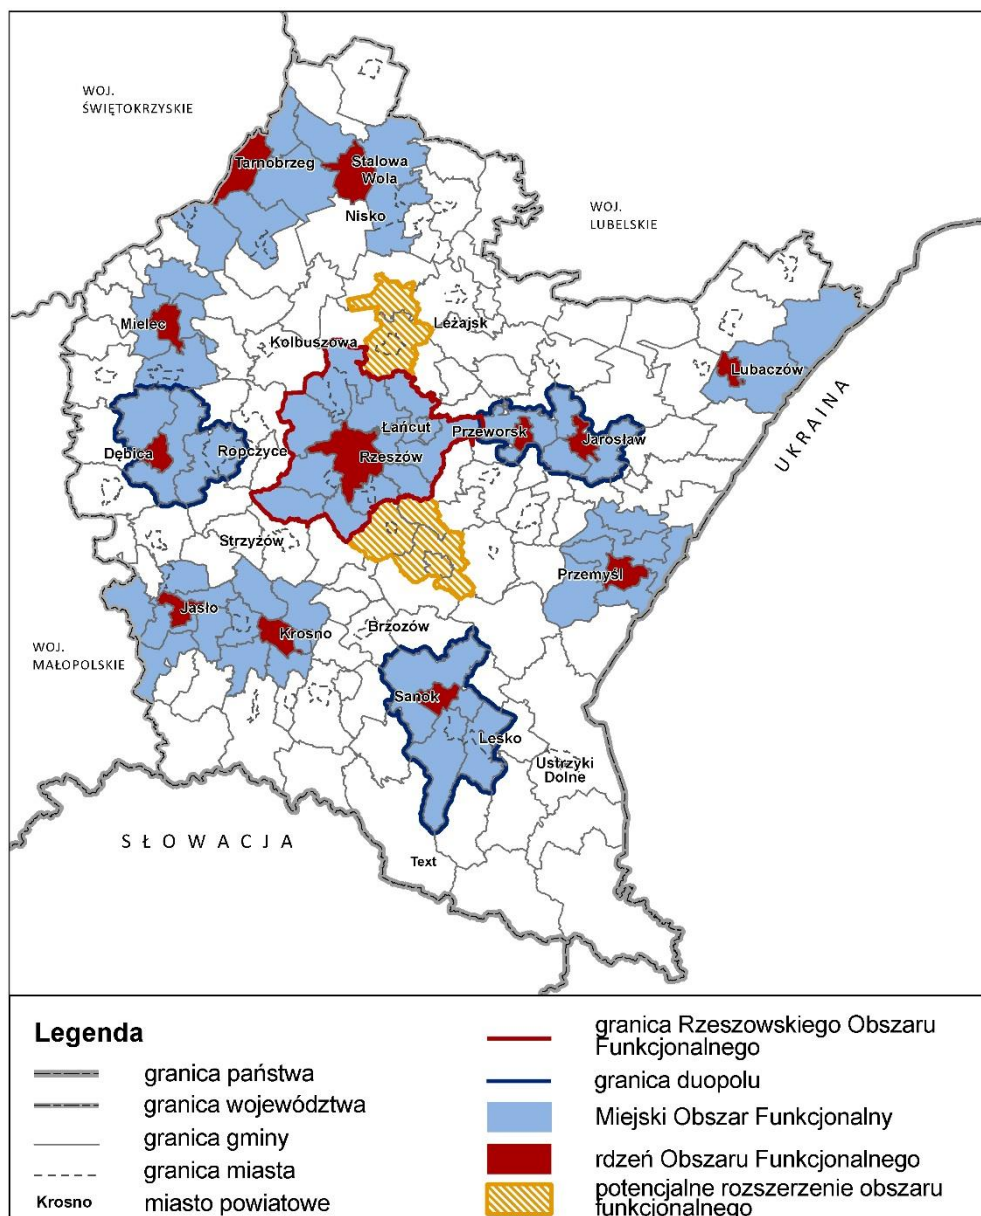 WOJ.
ŚWIĘTOKRZYSKIE
Tarnobrzeg
Stalowa
Wola
Nisko
WOJ.
LUBELSKIE
Mielec
Kolbuszowa
Leżajsk
Lubaczów
UKRAINA
Dębica
Ropczyce
Łańcut
Rzeszów
Przeworsk
Jarosław
Strzyżów
Przemyśl
Jasło
Krosno
Brzozów
WOJ.
MAŁOPOLSKIE
Sanok
Lesko
Ustrzyki
Dolne
SŁOWACJA
Text
Legenda
granica państwa
granica województwa
granica gminy
granica miasta
Krosno miasto powiatowe
granica Rzeszowskiego Obszaru
Funkcjonalnego
granica duopolu
Miejski Obszar Funkcjonalny
rdzeń Obszaru Funkcjonalnego
potencjalne rozszerzenie obszaru
funkcjonalnego